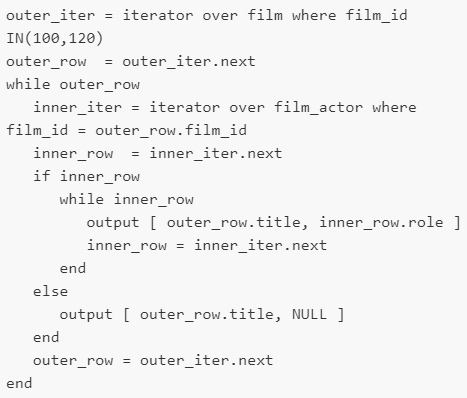 outer_iter = iterator over film where film_id
IN(100,120)
outer_row  = outer_iter.next
while outer_row
   inner_iter = iterator over film_actor where
film_id = outer_row.film_id
   inner_row  = inner_iter.next
   if inner_row
      while inner_row
         output [ outer_row.title, inner_row.role ]
         inner_row = inner_iter.next
      end
   else
      output [ outer_row.title, NULL ]
   end
   outer_row = outer_iter.next
end